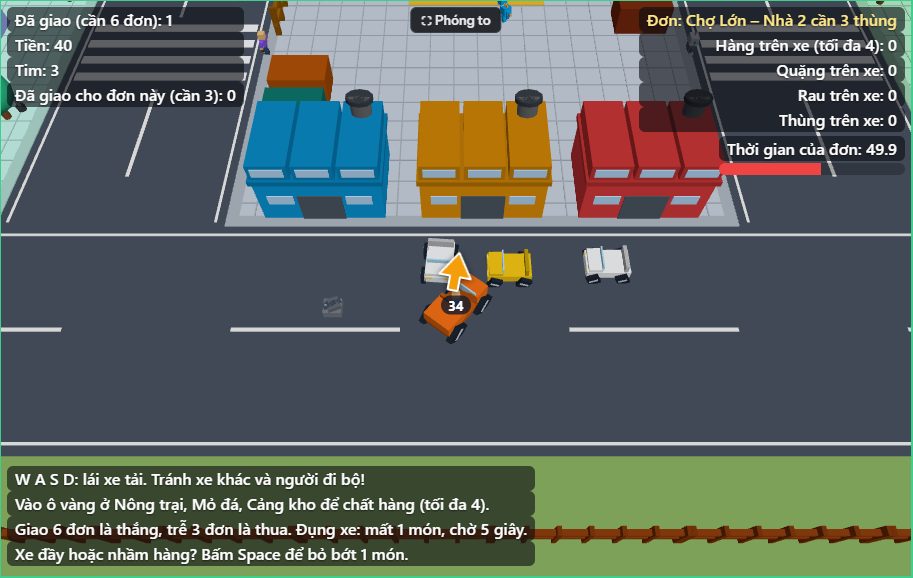 Đã giao (cần 6 đơn): 1
Tiền: 40
Tim: 3
Đã giao cho đơn này (cần 3): 0
Phóng to
Đơn: Chợ Lớn – Nhà 2 cần 3 thùng
Hàng trên xe (tối đa 4): 0
Quặng trên xe: 0
Rau trên xe: 0
Thùng trên xe: 0
Thời gian của đơn: 49.9
34
W A S D: lái xe tải. Tránh xe khác và người đi bộ!
Vào ô vàng ở Nông trại, Mỏ đá, Cảng kho để chất hàng (tối đa 4).
Giao 6 đơn là thắng, trễ 3 đơn là thua. Đụng xe: mất 1 món, chờ 5 giây.
Xe đầy hoặc nhầm hàng? Bấm Space để bỏ bớt 1 món.